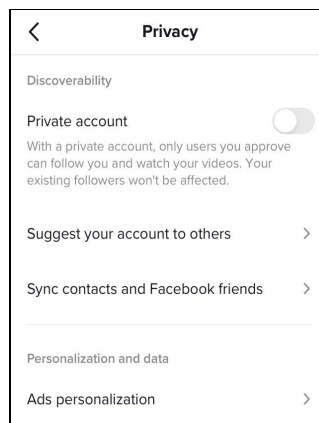 Privacy
Discoverability
Private account
With a private account, only users you approve
can follow you and watch your videos. Your
existing followers won't be affected.
Suggest your account to others
Sync contacts and Facebook friends
Personalization and data
Ads personalization